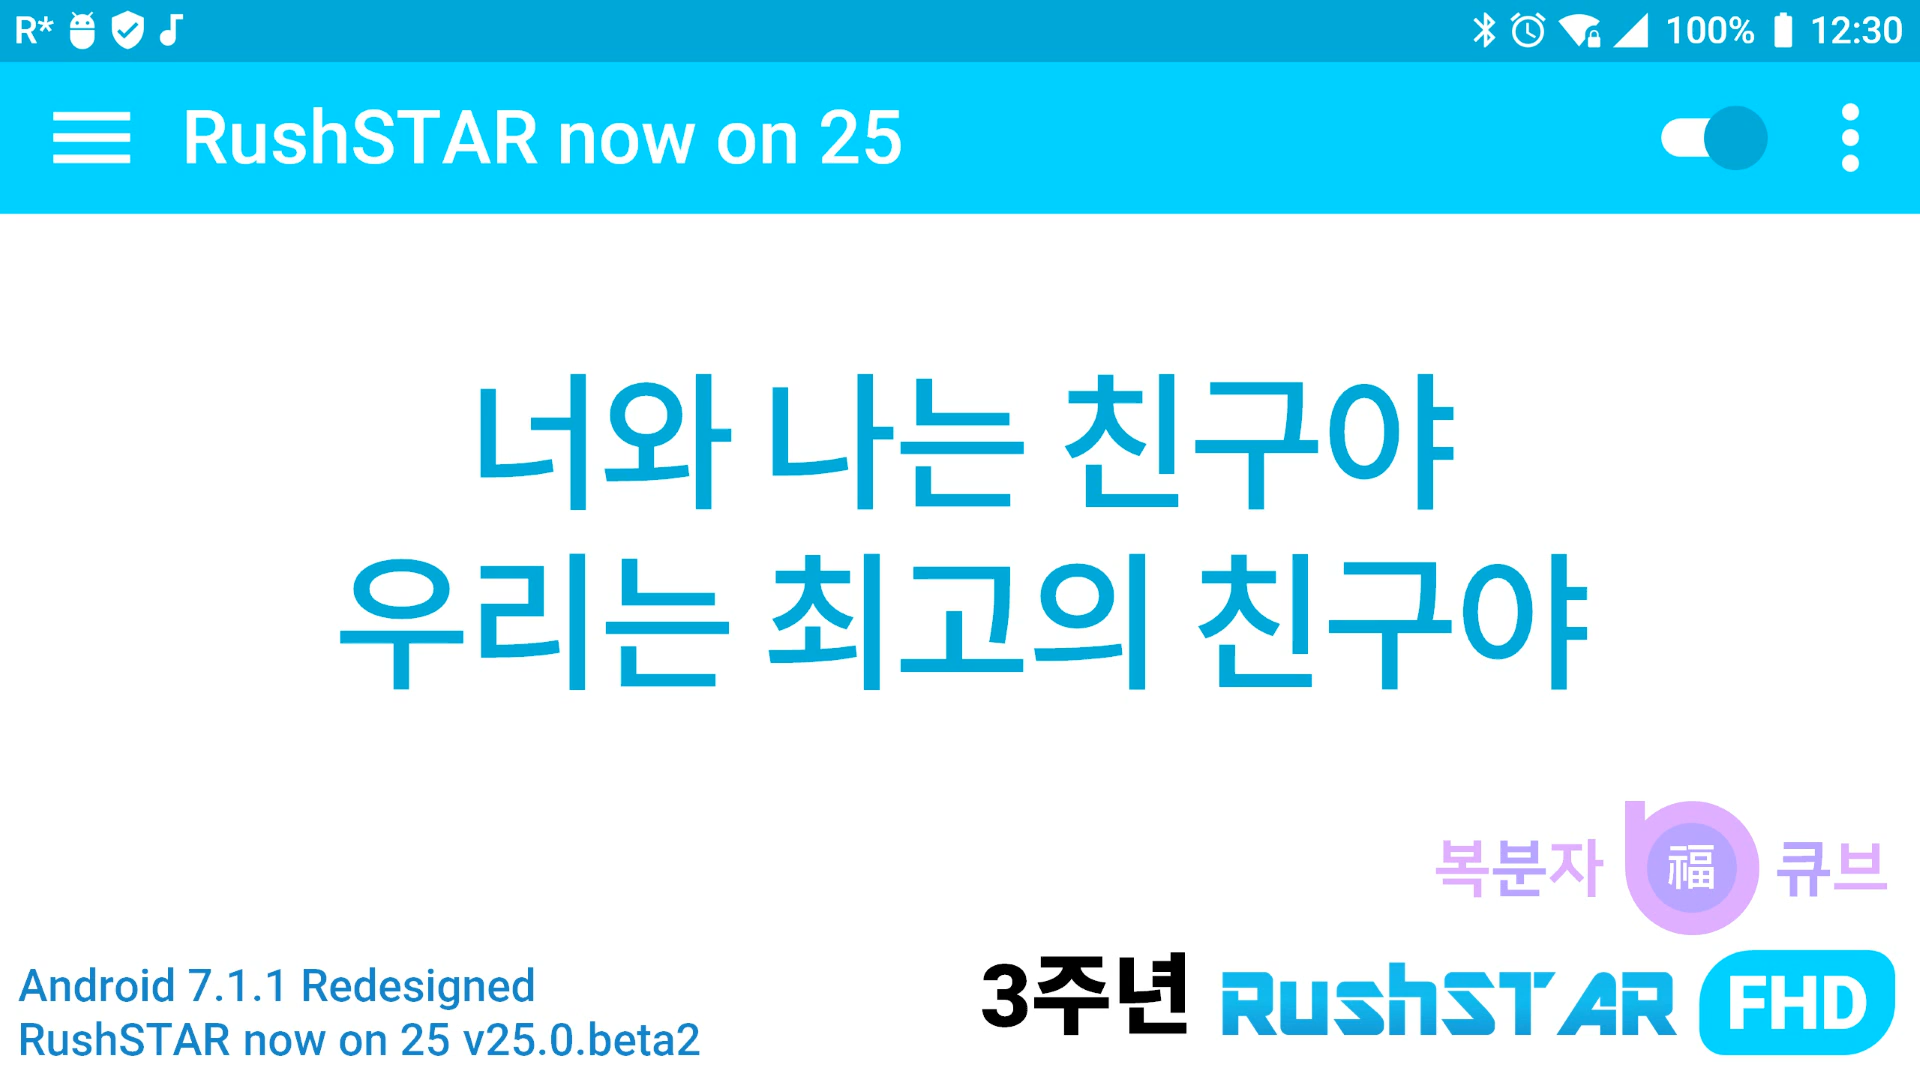 R* 100% 12:30
RushSTAR now on 25
너와 나는 친구야
우리는 최고의 친구야
복분자 福 큐브
3주년 RushSTAR FHD
Android 7.1.1 Redesigned
RushSTAR now on 25 v25.0.beta2